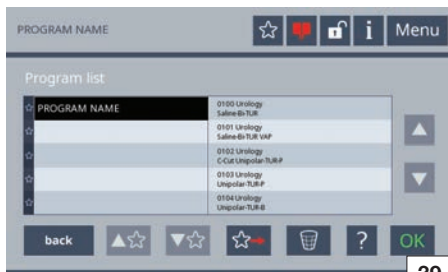 PROGRAM NAME
i
Menu
Program list
PROGRAM NAME
0100 Urology
Saline-Bi-TUR
0101 Urology
Saline-Bi-TUR VAP
0102 Urology
C-Cut Unipolar-TUR-P
0103 Urology
Unipolar-TUR-P
0104 Urology
Unipolar-TUR-B
back
?
OK